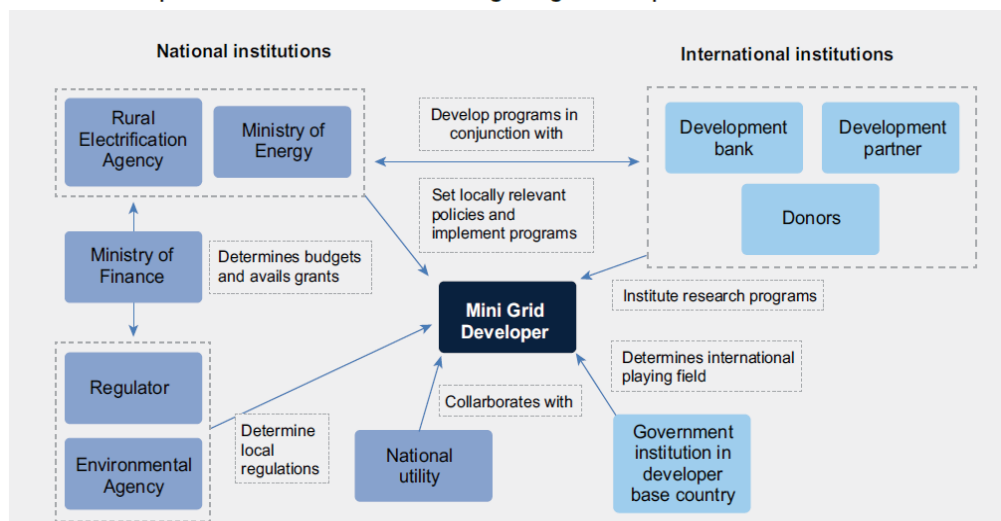 National institutions
International institutions
Rural
Electrification
Agency
Ministry of
Energy
Develop programs in
conjunction with
Development
bank
Development
partner
Donors
Set locally relevant
policies and
implement programs
Ministry of
Finance
Determines budgets
and avails grants
Mini Grid
Developer
Institute research programs
Determines international
playing field
Regulator
Collarborates with
Determine
local
regulations
Environmental
Agency
National
utility
Government
institution in
developer
base country